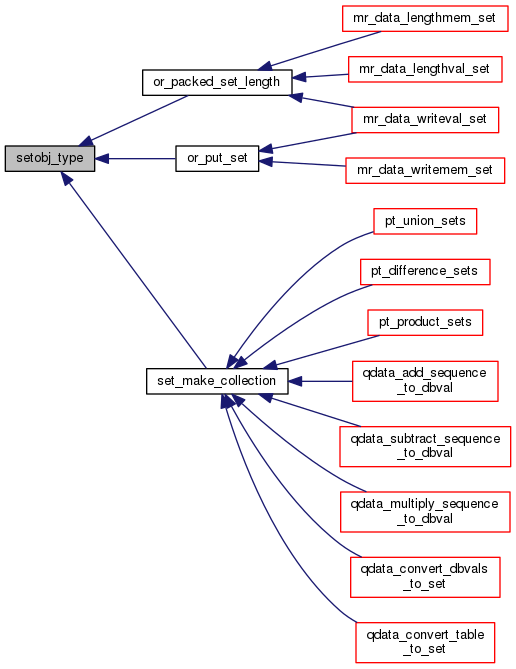 mr_data_lengthmem_set
or_packed_set_length
mr_data_lengthval_set
mr_data_writeval_set
setobj_type
or_put_set
mr_data_writemem_set
pt_union_sets
pt_difference_sets
pt_product_sets
set_make_collection
qdata_add_sequence
_to_dbval
qdata_subtract_sequence
_to_dbval
qdata_multiply_sequence
_to_dbval
qdata_convert_dbvals
_to_set
qdata_convert_table
_to_set